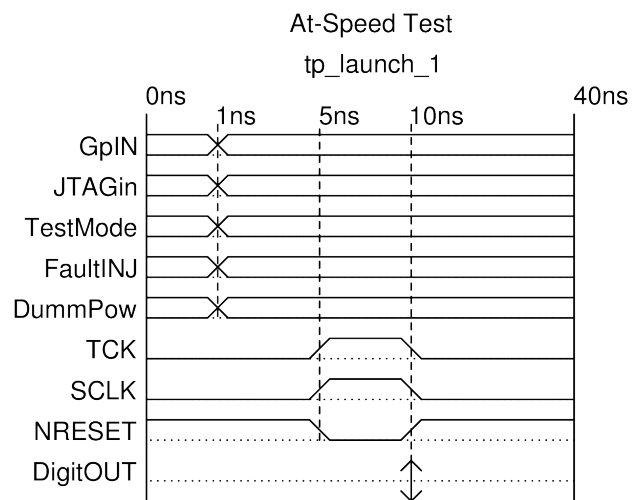 At-Speed Test
tp_launch_1
0ns 1ns 5ns 10ns 40ns
GpIN
JTAGin
TestMode
FaultINJ
DummPow
TCK
SCLK
NRESET
DigitOUT